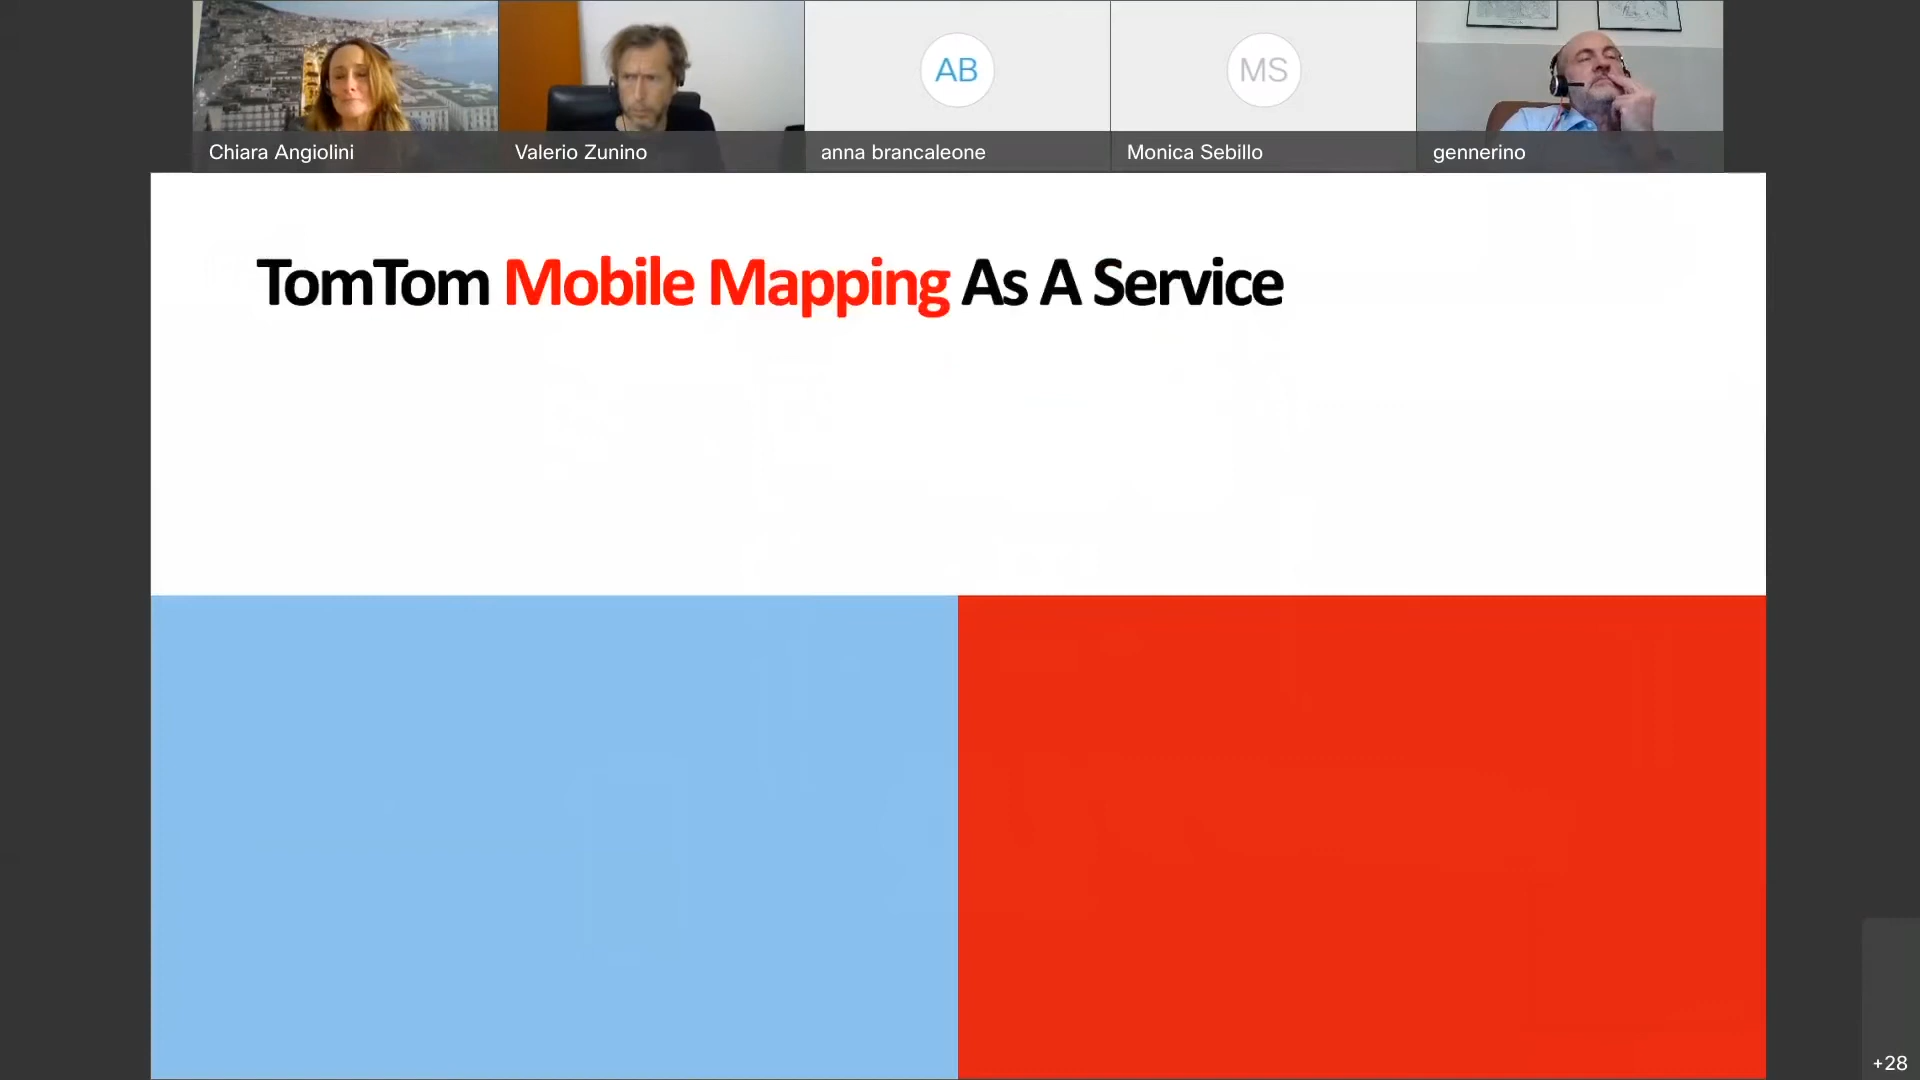 AB
MS
Chiara Angiolini
Valerio Zunino
anna brancaleone
Monica Sebillo
gennerino
TomTom Mobile Mapping As A Service
+28